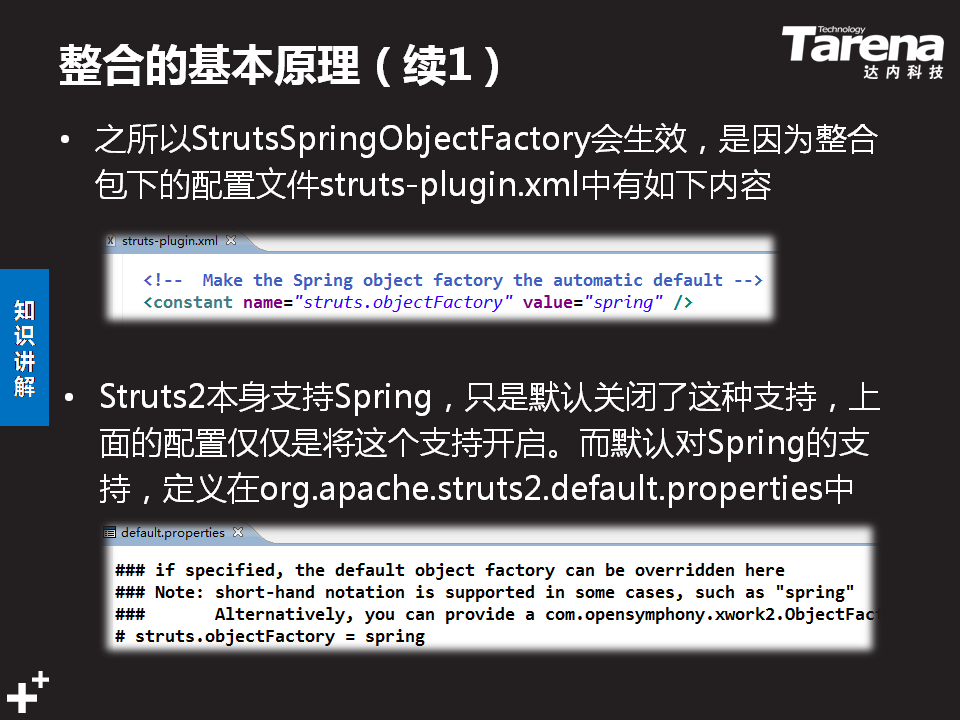 整合的基本原理（续1）
Technology
Tarena
达内科技
• 之所以StrutsSpringObjectFactory会生效，是因为整合
包下的配置文件struts-plugin.xml中有如下内容
struts-plugin.xml
<!--  Make the Spring object factory the automatic default -->
<constant name="struts.objectFactory" value="spring" />
知识讲解
• Struts2本身支持Spring，只是默认关闭了这种支持，上
面的配置仅仅是将这个支持开启。而默认对Spring的支
持，定义在org.apache.struts2.default.properties中
default.properties
### if specified, the default object factory can be overridden here
### Note: short-hand notation is supported in some cases, such as "spring"
###       Alternatively, you can provide a com.opensymphony.xwork2.ObjectFact
# struts.objectFactory = spring